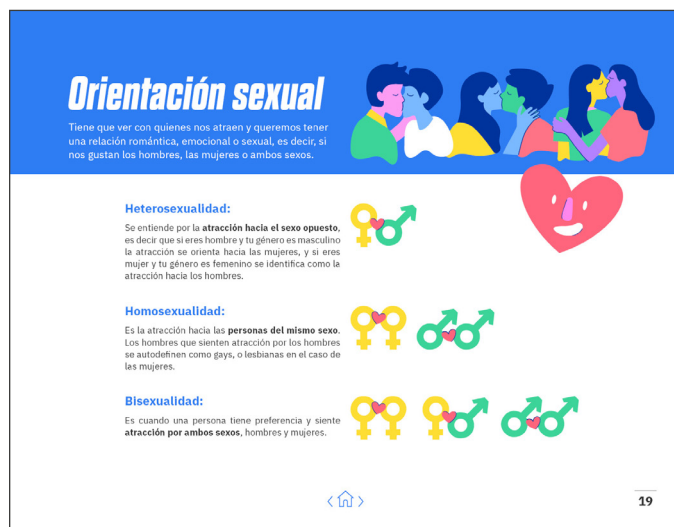 Orientación sexual
Tiene que ver con quienes nos atraen y queremos tener
una relación romántica, emocional o sexual, es decir, si
nos gustan los hombres, las mujeres o ambos sexos.
Heterosexualidad:
Se entiende por la atracción hacia el sexo opuesto,
es decir que si eres hombre y tu género es masculino
la atracción se orienta hacia las mujeres, y si eres
mujer y tu género es femenino se identifica como la
atracción hacia los hombres.
Homosexualidad:
Es la atracción hacia las personas del mismo sexo.
Los hombres que sienten atracción por los hombres
se autodefinen como gays, o lesbianas en el caso de
las mujeres.
Bisexualidad:
Es cuando una persona tiene preferencia y siente
atracción por ambos sexos, hombres y mujeres.
19